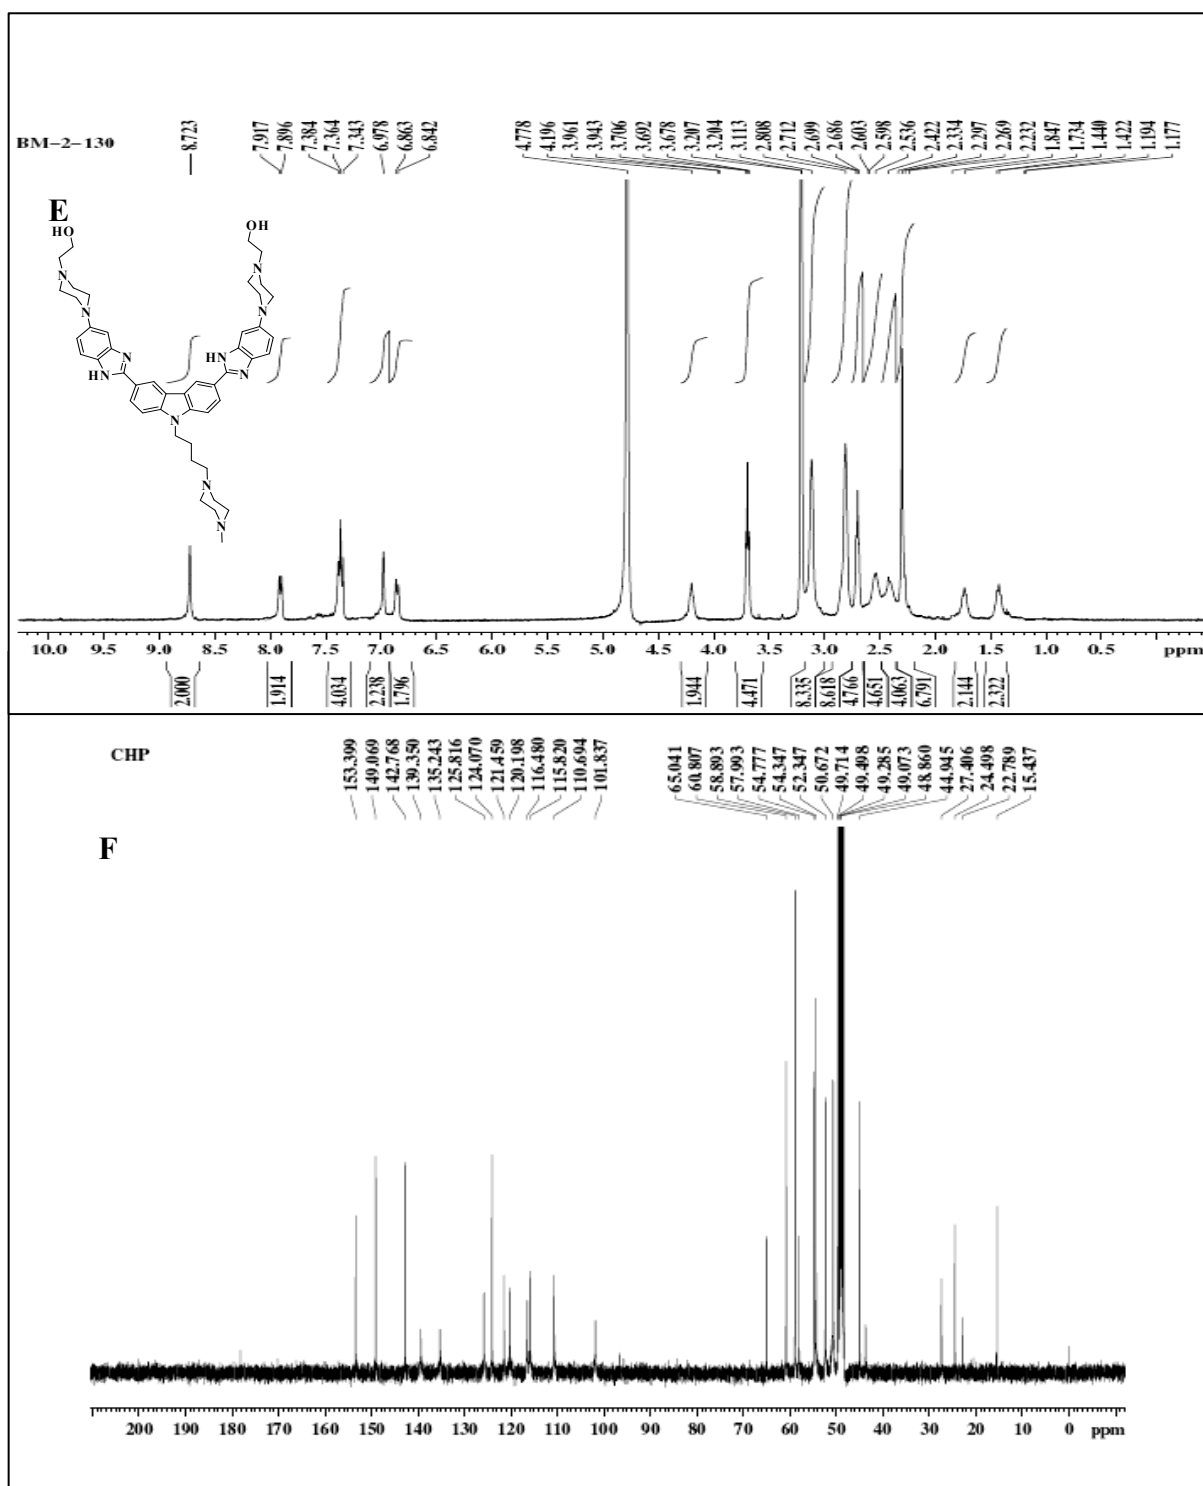 BM-2-130
8.723 7.917 7.896 7.384 7.364 7.343 6.978 6.863 6.842 4.778 4.196 3.961 3.943 3.706 3.692 3.678 3.207 3.204 3.113 2.808 2.712 2.699 2.686 2.603 2.598 2.536 2.422 2.334 2.297 2.269 2.232 1.847 1.734 1.440 1.422 1.194 1.177
E
HO OH
N N
N N
N HN
HN N
N
N
N
10.0 9.5 9.0 8.5 8.0 7.5 7.0 6.5 6.0 5.5 5.0 4.5 4.0 3.5 3.0 2.5 2.0 1.5 1.0 0.5 ppm
2.000 1.914 4.034 2.238 1.796 1.944 4.471 8.335 8.618 4.766 4.651 4.063 6.791 2.144 2.322
CHP
153.399 149.069 142.768 139.350 135.243 125.816 124.070 121.459 120.198 116.480 115.820 110.694 101.837 65.041 60.807 58.893 57.993 54.777 54.347 52.347 50.672 49.714 49.498 49.285 49.073 48.860 44.945 27.406 24.498 22.789 15.437
F
200 190 180 170 160 150 140 130 120 110 100 90 80 70 60 50 40 30 20 10 0 ppm